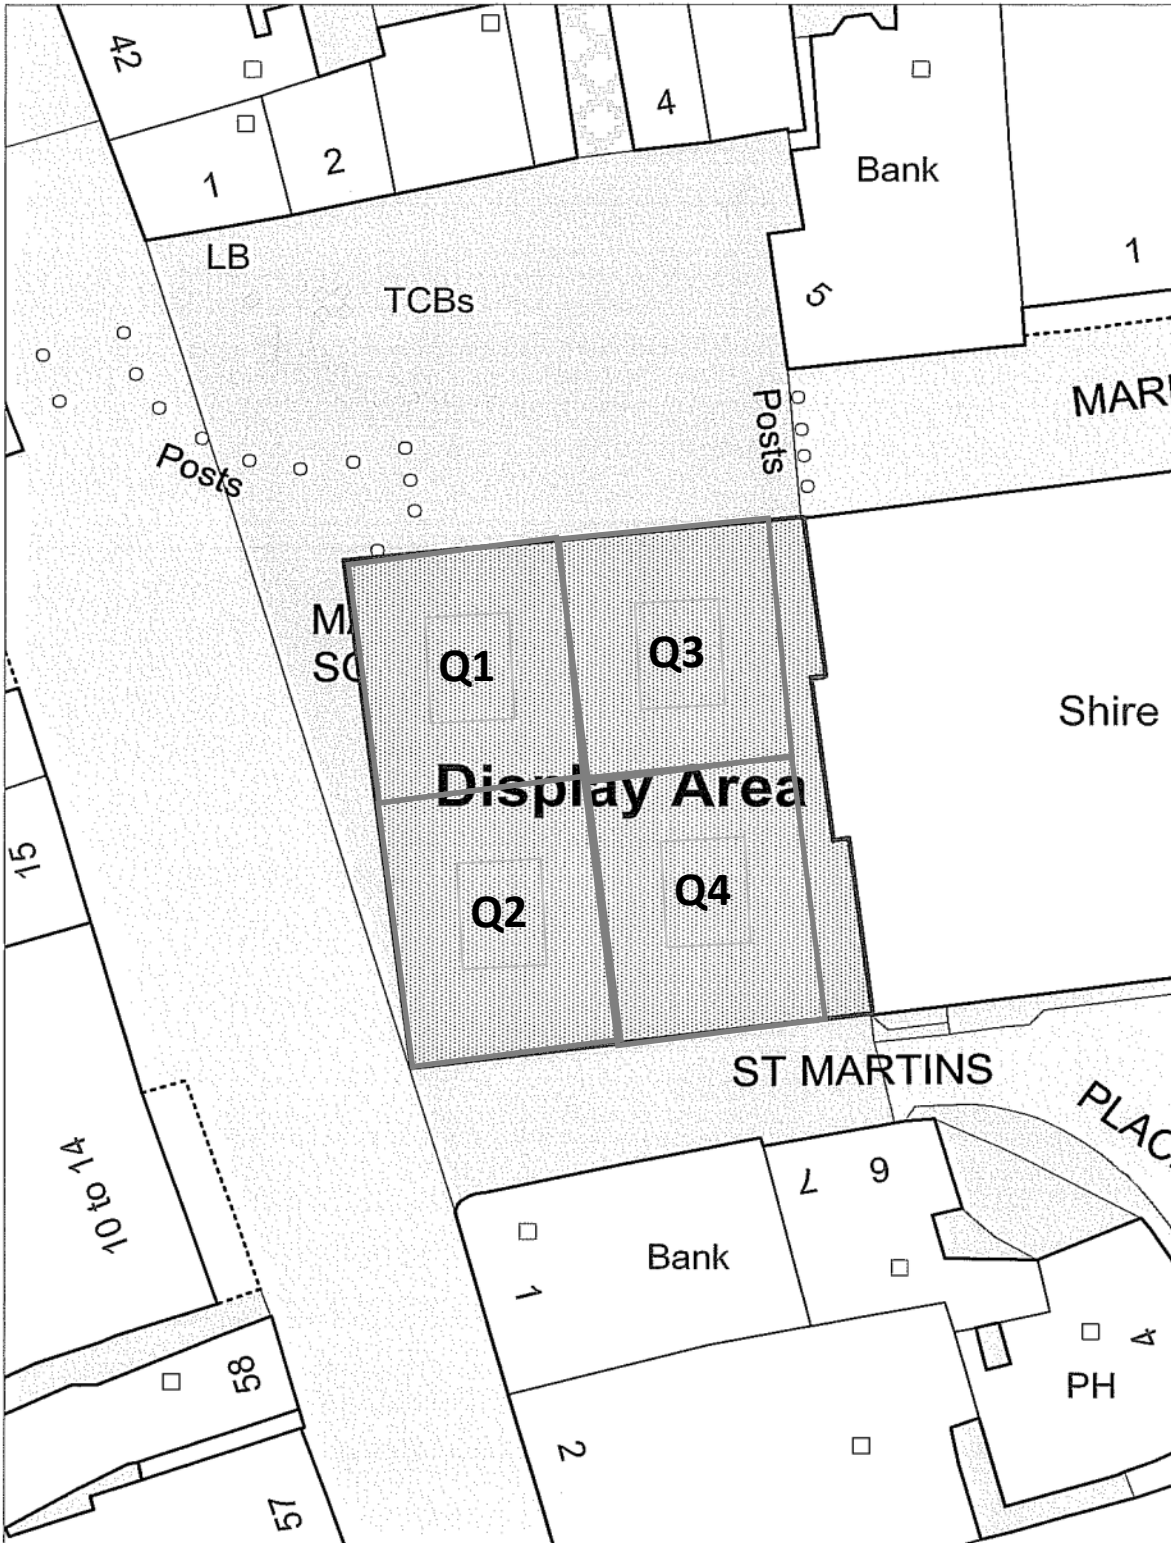 42
4
Bank
1
2
1
LB
TCBs
5
MAR
Posts
Posts
Q1
Q3
Shire
Display Area
15
Q2
Q4
ST MARTINS
PLAC
10 to 14
7
6
Bank
1
4
58
PH
2
57